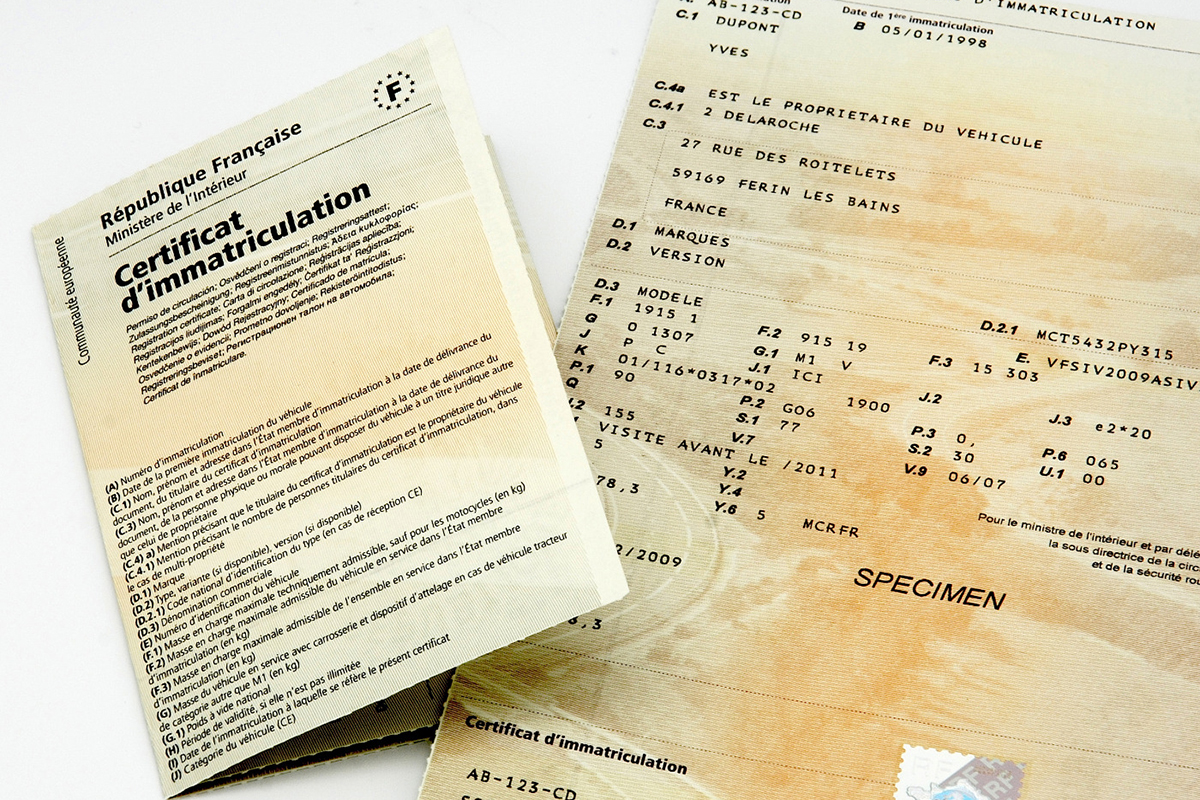 F
République Française
Ministère de l'Intérieur
Communauté européenne
Certificat
d'immatriculation
Permiso de circulación; Osvědčení o registraci; Registreringsattest;
Zulassungsbescheinigung; Registreerimistunnistus; Άδεια κυκλοφορίας;
Registration certificate; Carta di circolazione; Reģistrācijas apliecība;
Registracijos liudijimas; Forgalmi engedély; Ċertifikat ta' Reġistrazzjoni;
Kentekenbewijs; Dowód Rejestracyjny; Certificado de matrícula;
Osvedčenie o evidencii; Prometno dovoljenje; Rekisteröintitodistus;
Registreringsbeviset; Регистрационен талон на автомобила;
Certificat de înmatriculare.
(A) Numéro d'immatriculation
(B) Date de la première immatriculation du véhicule
(C.1) Nom, prénom et adresse dans l'État membre d'immatriculation à la date de délivrance du
document, du titulaire du certificat d'immatriculation
(C.3) Nom, prénom et adresse dans l'État membre d'immatriculation à la date de délivrance du
document, de la personne physique ou morale pouvant disposer du véhicule à un titre juridique autre
que celui de propriétaire
(C.4) a) Mention précisant que le titulaire du certificat d'immatriculation est le propriétaire du véhicule
(C.4.1) Mention précisant le nombre de personnes titulaires du certificat d'immatriculation, dans
le cas de multi-propriété
(D.1) Marque
(D.2) Type, variante (si disponible), version (si disponible)
(D.2.1) Code national d'identification du type (en cas de réception CE)
(D.3) Dénomination commerciale
(E) Numéro d'identification du véhicule
(F.1) Masse en charge maximale techniquement admissible, sauf pour les motocycles (en kg)
(F.2) Masse en charge maximale admissible du véhicule en service dans l'État membre
d'immatriculation (en kg)
(F.3) Masse en charge maximale admissible de l'ensemble en service dans l'État membre
d'immatriculation (en kg)
(G) Masse du véhicule en service avec carrosserie et dispositif d'attelage en cas de véhicule tracteur
de catégorie autre que M1 (en kg)
(G.1) Poids à vide national
(H) Période de validité, si elle n'est pas illimitée
(I) Date de l'immatriculation à laquelle se réfère le présent certificat
(J) Catégorie du véhicule (CE)
D'IMMATRICULATION
A. AB-123-CD
Date de 1ère immatriculation
B 05/01/1998
C.1 DUPONT
YVES
C.4a EST LE PROPRIETAIRE DU VEHICULE
C.4.1 2 DELAROCHE
C.3
27 RUE DES ROITELETS
59169 FERIN LES BAINS
FRANCE
D.1 MARQUES
D.2 VERSION
D.2.1 MCT5432PY315
D.3 MODELE
E. VFSIV2009ASIV
F.1 1915 1 F.2 915 19 F.3 15 303
G 0 1307 G.1 M1 V
J P C J.1 ICI J.2 J.3 e2*20
K 01/116*0317*02
P.1 90 P.2 GO6 1900 P.3 0, P.6 065
Q S.1 77 S.2 30 U.1 00
155 V.7 V.9 06/07
VISITE AVANT LE /2011
5 Y.2
78,3 Y.4
Y.6 5 MCRFR
/2009
,3
Pour le ministre de l'intérieur et par délé
la sous directrice de la circu
et de la sécurité rou
SPECIMEN
Certificat d'immatriculation
AB-123-CD